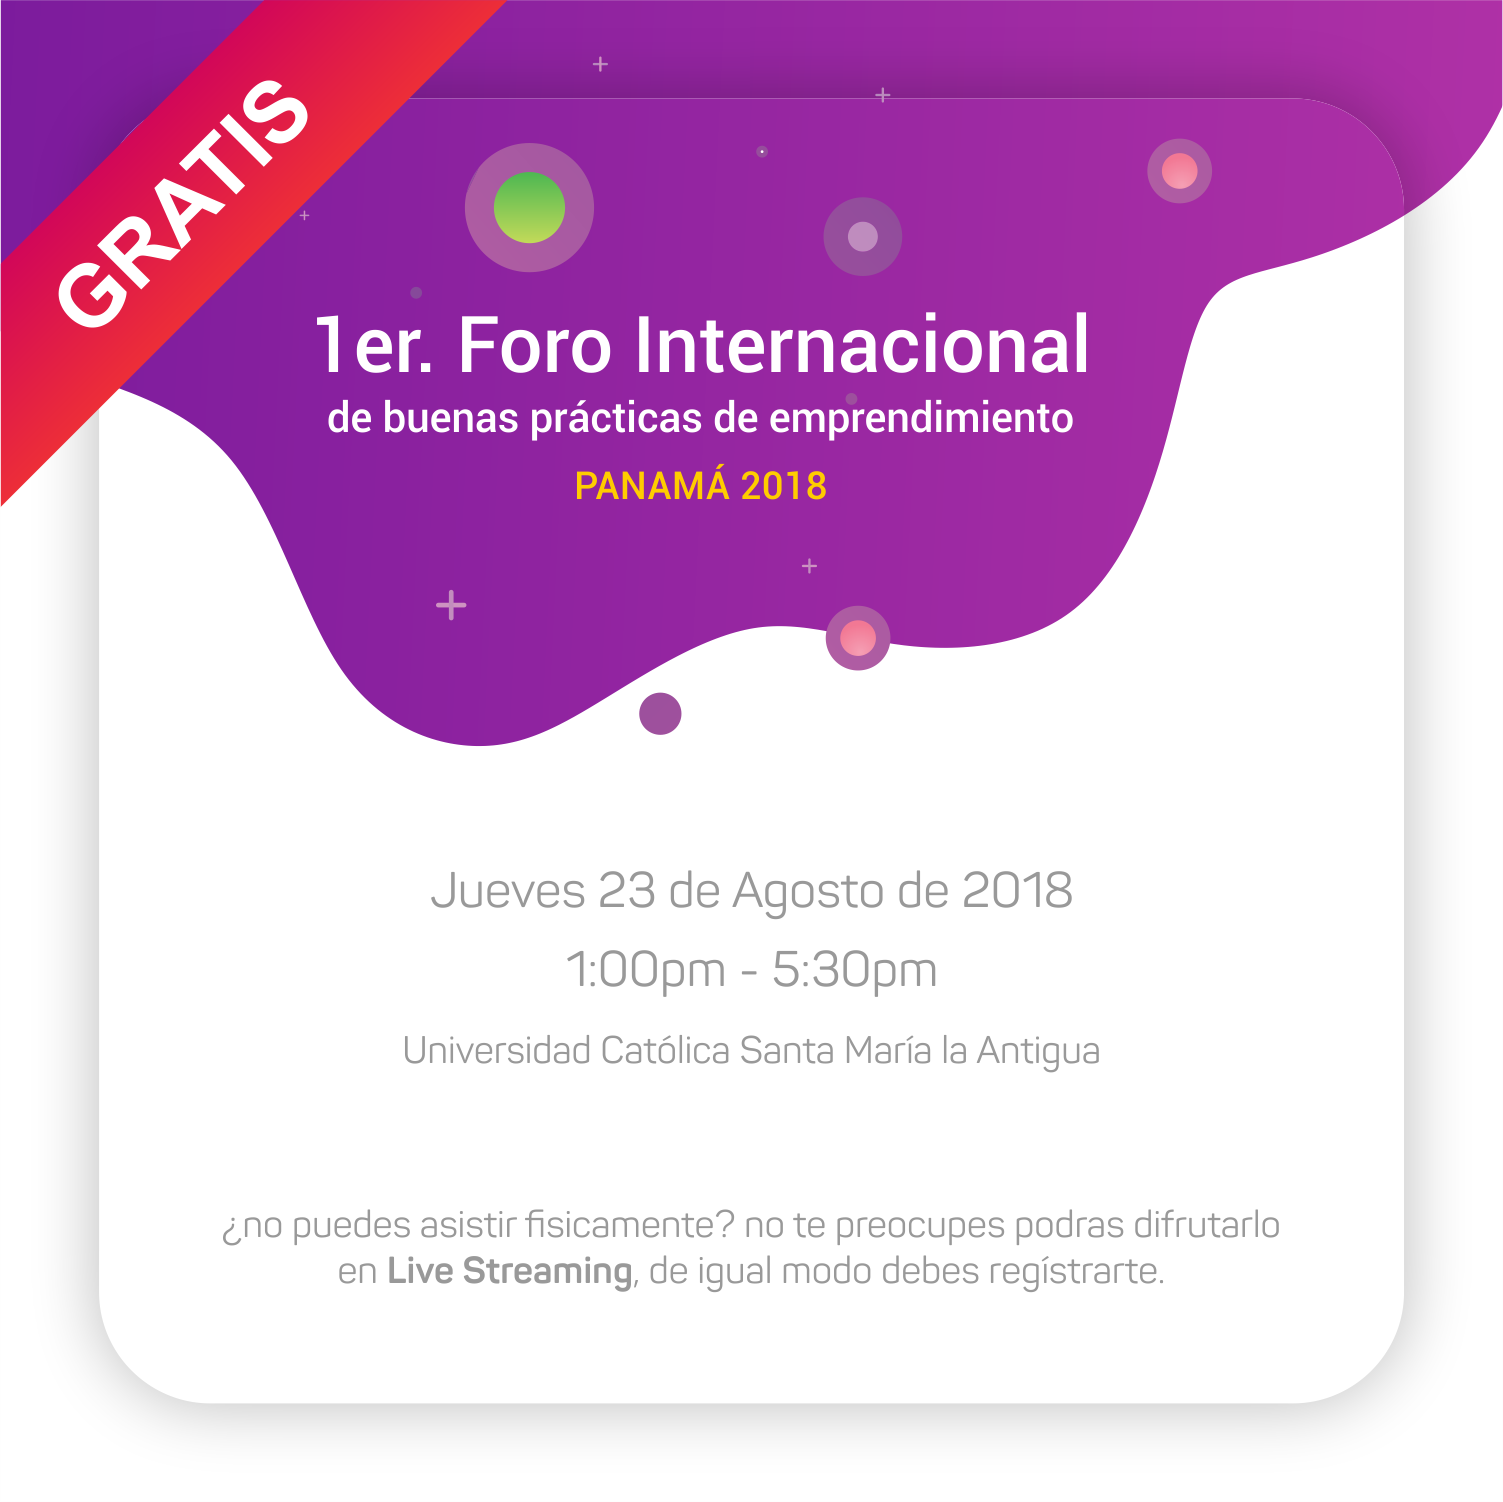 GRATIS
1er. Foro Internacional
de buenas prácticas de emprendimiento
PANAMÁ 2018
Jueves 23 de Agosto de 2018
1:00pm - 5:30pm
Universidad Católica Santa María la Antigua
¿no puedes asistir fisicamente? no te preocupes podras difrutarlo
en Live Streaming, de igual modo debes regístrarte.